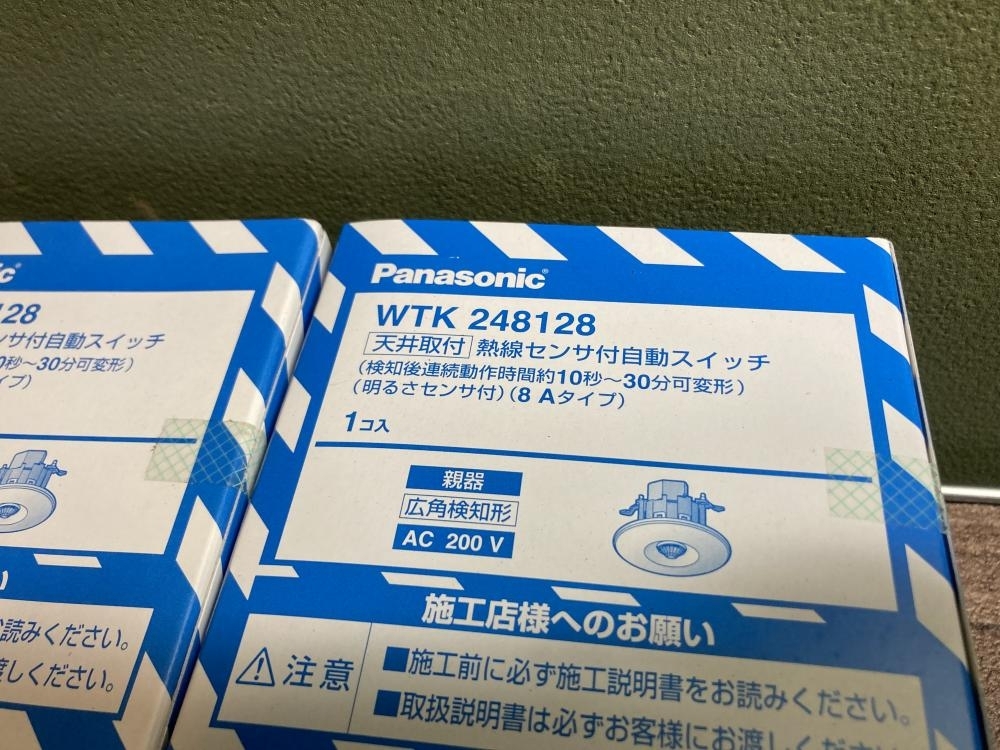 Panasonic
WTK 248128
天井取付 熱線センサ付自動スイッチ
(検知後連続動作時間約10秒～30分可変形)
(明るさセンサ付)(8 Aタイプ)
1コ入
親器
広角検知形
AC 200 V
施工店様へのお願い
注意
■施工前に必ず施工説明書をお読みください。
■取扱説明書は必ずお客様にお渡しくだ
128
サ付自動スイッチ
0秒～30分可変形)
イプ)
い
お読みください。
渡しください。